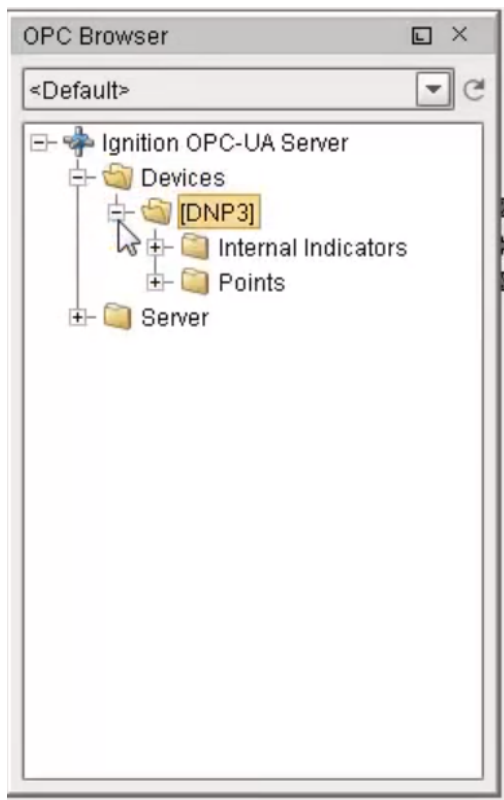 OPC Browser
<Default>
Ignition OPC-UA Server
Devices
[DNP3]
Internal Indicators
Points
Server